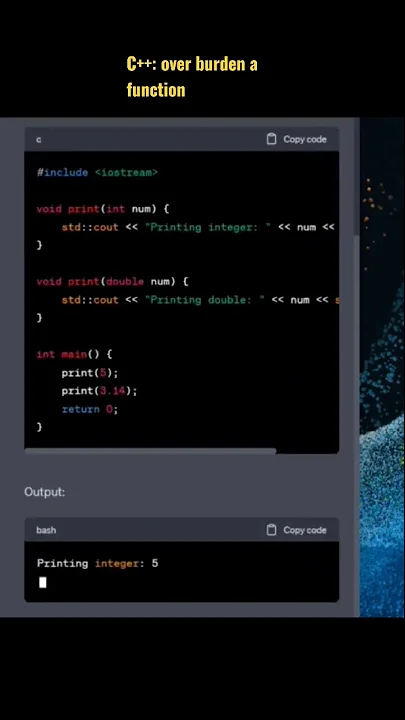 C++: over burden a
function
c Copy code
#include <iostream>
void print(int num) {
std::cout << "Printing integer: " << num <<
}
void print(double num) {
std::cout << "Printing double: " << num << s
}
int main() {
print(5);
print(3.14);
return 0;
}
Output:
bash Copy code
Printing integer: 5